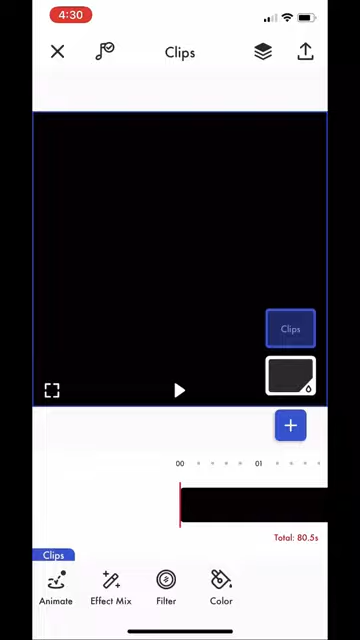 4:30
Clips
Clips
00 01
Total: 80.5s
Clips
Animate Effect Mix Filter Color